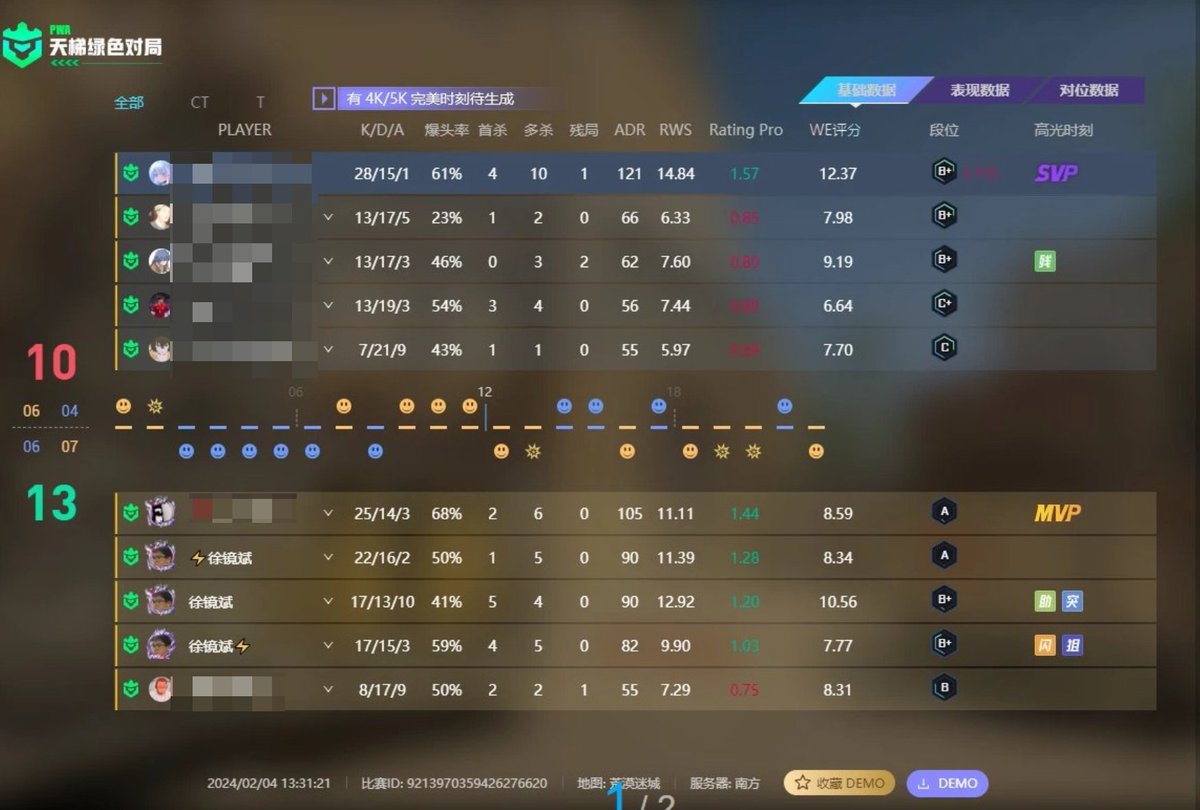 PWA
天梯绿色对局
全部 CT T 有 4K/5K 完美时刻待生成 基础数据 表现数据 对位数据
PLAYER K/D/A 爆头率 首杀 多杀 残局 ADR RWS Rating Pro WE评分 段位 高光时刻
28/15/1 61% 4 10 1 121 14.84 1.57 12.37 B+ SVP
13/17/5 23% 1 2 0 66 6.33 0.85 7.98 B+
13/17/3 46% 0 3 2 62 7.60 0.80 9.19 B+ 残
13/19/3 54% 3 4 0 56 7.44 6.64 C+
7/21/9 43% 1 1 0 55 5.97 7.70 C
10
06 04
06 12 18
06 07
13
25/14/3 68% 2 6 0 105 11.11 1.44 8.59 A MVP
⚡徐镜斌 22/16/2 50% 1 5 0 90 11.39 1.28 8.34 A
徐镜斌 17/13/10 41% 5 4 0 90 12.92 1.20 10.56 B+ 助 突
徐镜斌⚡ 17/15/3 59% 4 5 0 82 9.90 1.03 7.77 B+ 闪 狙
8/17/9 50% 2 2 1 55 7.29 0.75 8.31 B
2024/02/04 13:31:21 比赛ID: 9213970359426276620 地图: 荒漠迷城 服务器: 南方 收藏 DEMO DEMO
1 / 2